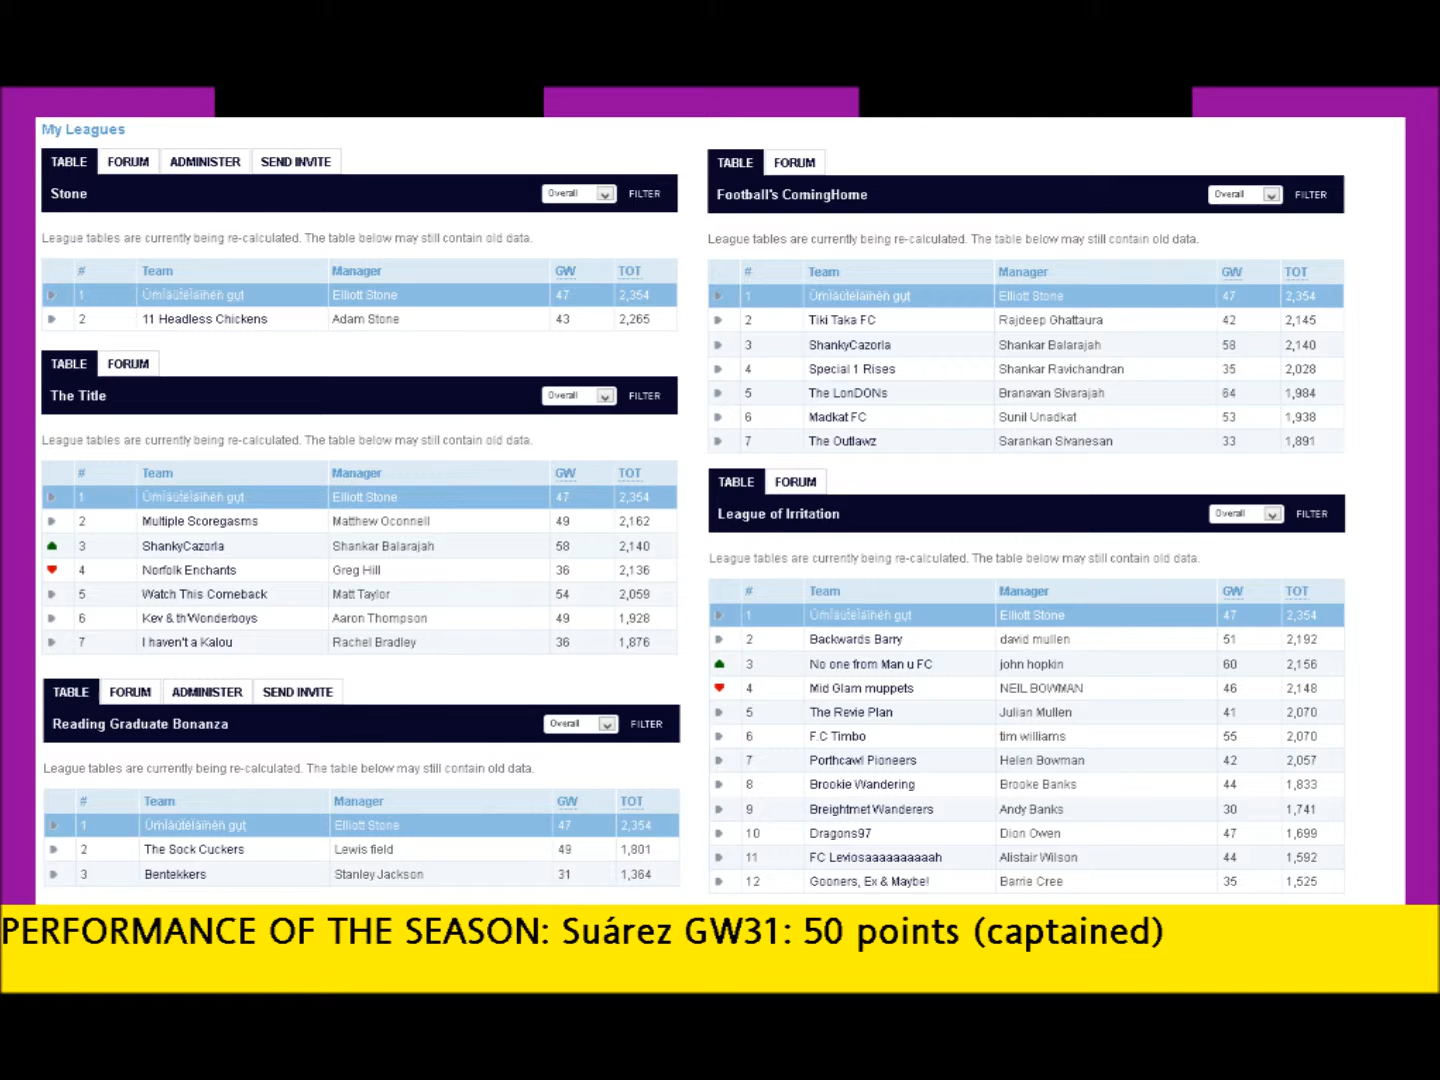 My Leagues
TABLE FORUM ADMINISTER SEND INVITE
Stone Overall FILTER
League tables are currently being re-calculated. The table below may still contain old data.
# Team Manager GW TOT
1 Elliott Stone 47 2,354
2 11 Headless Chickens Adam Stone 43 2,265
TABLE FORUM
The Title Overall FILTER
League tables are currently being re-calculated. The table below may still contain old data.
# Team Manager GW TOT
1 Elliott Stone 47 2,354
2 Multiple Scoregasms Matthew Oconnell 49 2,162
3 ShankyCazorla Shankar Balarajah 58 2,140
4 Norfolk Enchants Greg Hill 36 2,136
5 Watch This Comeback Matt Taylor 54 2,059
6 Kev & th Wonderboys Aaron Thompson 49 1,928
7 I haven't a Kalou Rachel Bradley 36 1,876
TABLE FORUM ADMINISTER SEND INVITE
Reading Graduate Bonanza Overall FILTER
League tables are currently being re-calculated. The table below may still contain old data.
# Team Manager GW TOT
1 Elliott Stone 47 2,354
2 The Sock Cuckers Lewis field 49 1,801
3 Bentekkers Stanley Jackson 31 1,364
TABLE FORUM
Football's ComingHome Overall FILTER
League tables are currently being re-calculated. The table below may still contain old data.
# Team Manager GW TOT
1 Elliott Stone 47 2,354
2 Tiki Taka FC Rajdeep Ghattaura 42 2,145
3 ShankyCazorla Shankar Balarajah 58 2,140
4 Special 1 Rises Shankar Ravichandran 35 2,028
5 The LonDONs Branavan Sivarajah 64 1,984
6 Madkat FC Sunil Unadkat 53 1,938
7 The Outlawz Sarankan Sivanesan 33 1,891
TABLE FORUM
League of Irritation Overall FILTER
League tables are currently being re-calculated. The table below may still contain old data.
# Team Manager GW TOT
1 Elliott Stone 47 2,354
2 Backwards Barry david mullen 51 2,192
3 No one from Man u FC john hopkin 60 2,156
4 Mid Glam muppets NEIL BOWMAN 46 2,148
5 The Revie Plan Julian Mullen 41 2,070
6 F.C Timbo tim williams 55 2,070
7 Porthcawl Pioneers Helen Bowman 42 2,057
8 Brookie Wandering Brooke Banks 44 1,833
9 Breightmet Wanderers Andy Banks 30 1,741
10 Dragons97 Dion Owen 47 1,699
11 FC Leviosaaaaaaaaaah Alistair Wilson 44 1,592
12 Gooners, Ex & Maybe! Barrie Cree 35 1,525
PERFORMANCE OF THE SEASON: Suárez GW31: 50 points (captained)